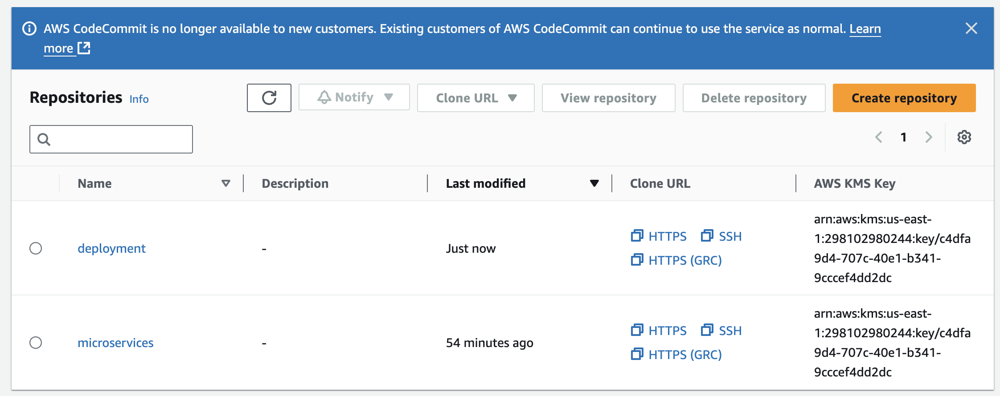 AWS CodeCommit is no longer available to new customers. Existing customers of AWS CodeCommit can continue to use the service as normal. Learn
more
Repositories Info
Notify
Clone URL
View repository
Delete repository
Create repository
1
Name
Description
Last modified
Clone URL
AWS KMS Key
deployment
-
Just now
HTTPS SSH
HTTPS (GRC)
arn:aws:kms:us-east-
1:298102980244:key/c4dfa
9d4-707c-40e1-b341-
9cccef4dd2dc
microservices
-
54 minutes ago
HTTPS SSH
HTTPS (GRC)
arn:aws:kms:us-east-
1:298102980244:key/c4dfa
9d4-707c-40e1-b341-
9cccef4dd2dc